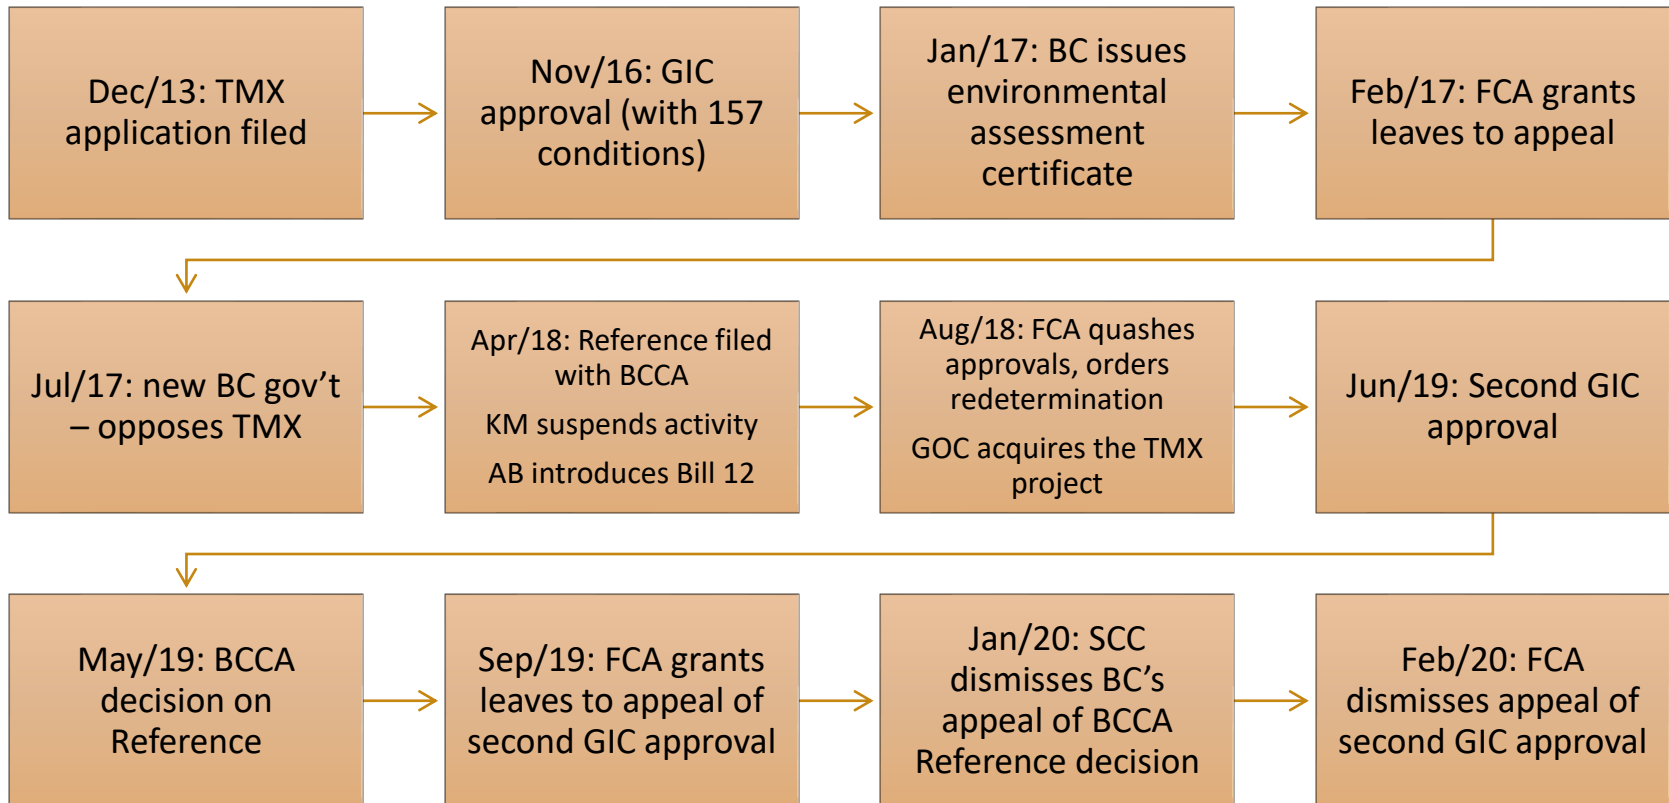 Dec/13: TMX
application filed
Nov/16: GIC
approval (with 157
conditions)
Jan/17: BC issues
environmental
assessment
certificate
Feb/17: FCA grants
leaves to appeal
Jul/17: new BC gov’t
– opposes TMX
Apr/18: Reference filed
with BCCA
KM suspends activity
AB introduces Bill 12
Aug/18: FCA quashes
approvals, orders
redetermination
GOC acquires the TMX
project
Jun/19: Second GIC
approval
May/19: BCCA
decision on
Reference
Sep/19: FCA grants
leaves to appeal of
second GIC approval
Jan/20: SCC
dismisses BC’s
appeal of BCCA
Reference decision
Feb/20: FCA
dismisses appeal of
second GIC approval